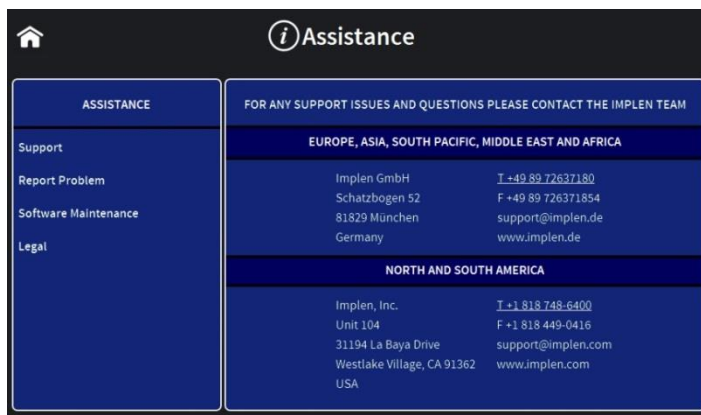 i Assistance
ASSISTANCE
Support
Report Problem
Software Maintenance
Legal
FOR ANY SUPPORT ISSUES AND QUESTIONS PLEASE CONTACT THE IMPLEN TEAM
EUROPE, ASIA, SOUTH PACIFIC, MIDDLE EAST AND AFRICA
Implen GmbH T +49 89 72637180
Schatzbogen 52 F +49 89 726371854
81829 München support@implen.de
Germany www.implen.de
NORTH AND SOUTH AMERICA
Implen, Inc. T +1 818 748-6400
Unit 104 F +1 818 449-0416
31194 La Baya Drive support@implen.com
Westlake Village, CA 91362 www.implen.com
USA